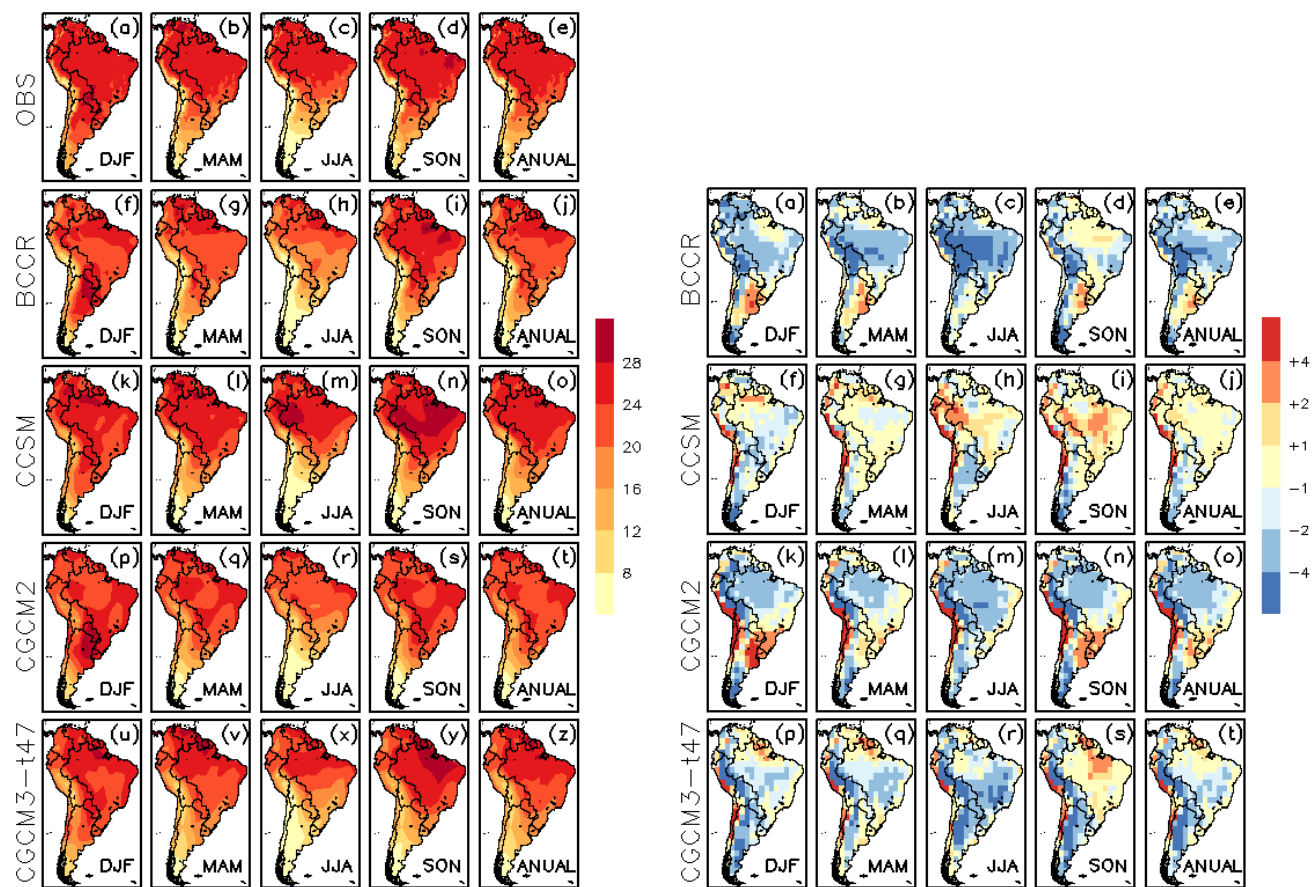 (a) (b) (c) (d) (e)
OBS
DJF MAM JJA SON ANUAL
(f) (g) (h) (i) (j)
BCCR
DJF MAM JJA SON ANUAL
(k) (l) (m) (n) (o)
CCSM
DJF MAM JJA SON ANUAL
(p) (q) (r) (s) (t)
CGCM2
DJF MAM JJA SON ANUAL
(u) (v) (x) (y) (z)
CGCM3-t47
DJF MAM JJA SON ANUAL
28
24
20
16
12
8
(a) (b) (c) (d) (e)
BCCR
DJF MAM JJA SON ANUAL
(f) (g) (h) (i) (j)
CCSM
DJF MAM JJA SON ANUAL
(k) (l) (m) (n) (o)
CGCM2
DJF MAM JJA SON ANUAL
(p) (q) (r) (s) (t)
CGCM3-t47
DJF MAM JJA SON ANUAL
+4
+2
+1
-1
-2
-4